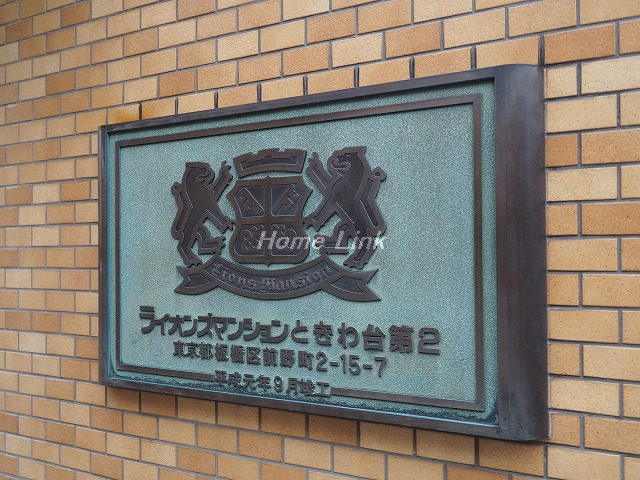 Home Link
Lions Mansion
ライオンズマンションときわ台第2
東京都板橋区前野町2-15-7
平成元年9月竣工